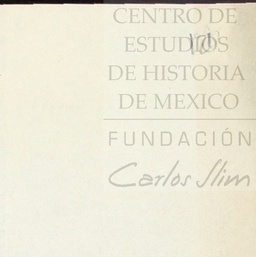 CENTRO DE
ESTUDIOS
DE HISTORIA
DE MEXICO
FUNDACIÓN
Carlos Slim